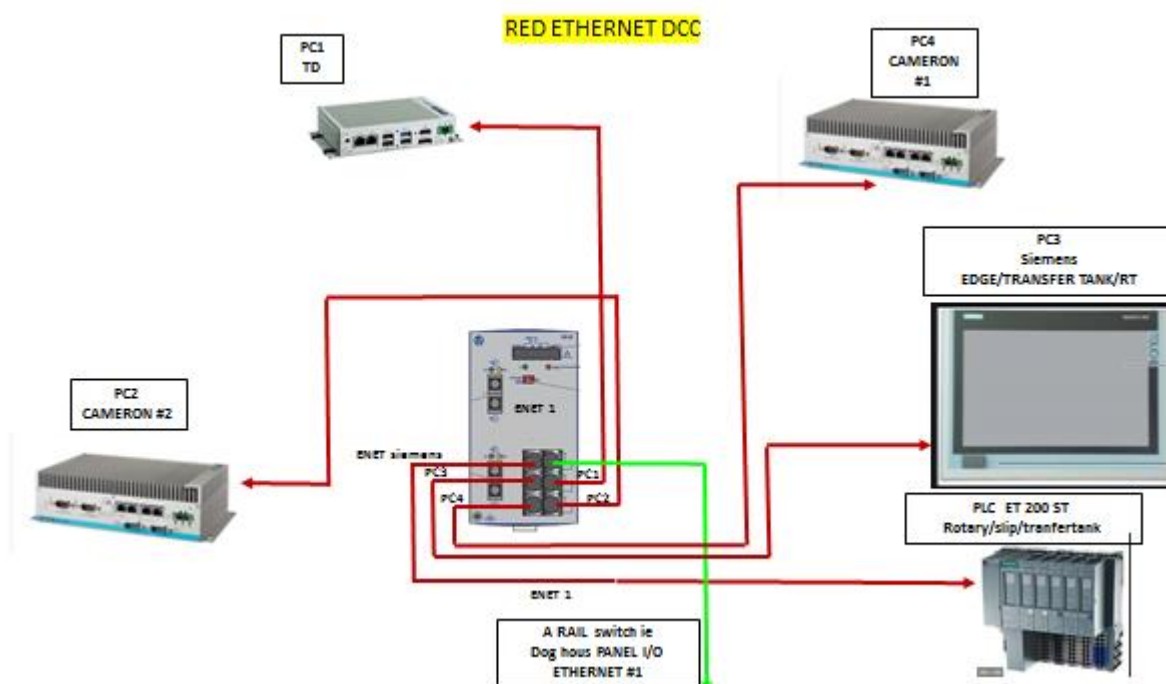 RED ETHERNET DCC
PC1
TD
PC4
CAMERON
#1
PC3
Siemens
EDGE/TRANSFER TANK/RT
PC2
CAMERON #2
ENET 1
ENET siemens
PC3
PC1
PC4
PC2
PLC ET 200 ST
Rotary/slip/tranfertank
ENET 1
A RAIL switch ie
Dog hous PANEL I/O
ETHERNET #1